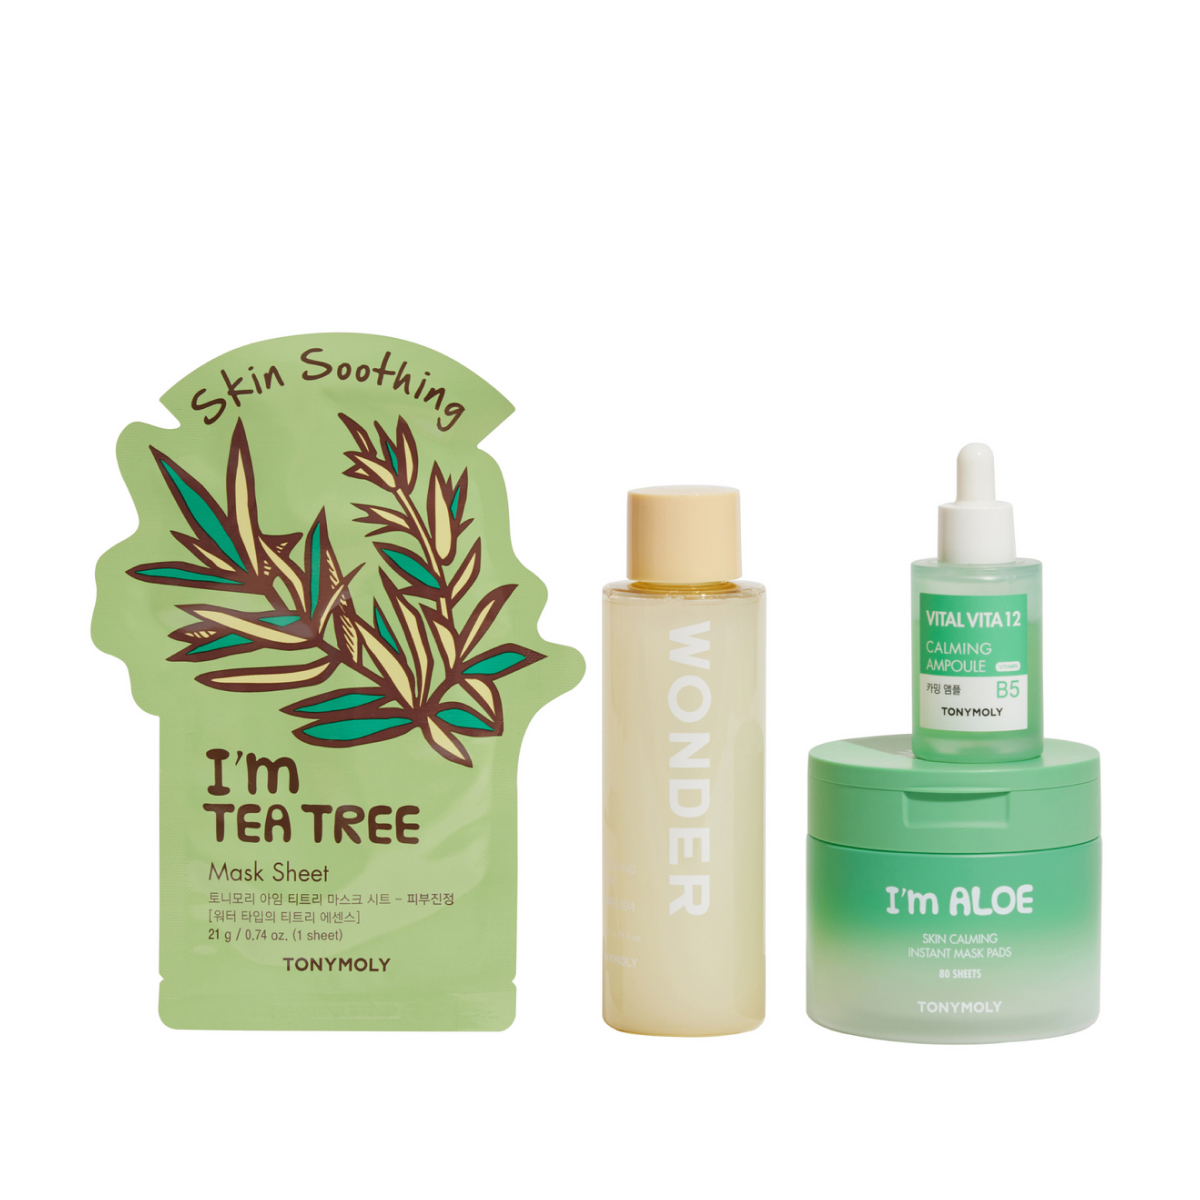 Skin Soothing
I'm
TEA TREE
Mask Sheet
토니모리 아임 티트리 마스크 시트 - 피부진정
[워터 타입의 티트리 에센스]
21 g / 0.74 oz. (1 sheet)
TONYMOLY
WONDER
VITAL VITA 12
CALMING
AMPOULE
카밍 앰플
B5
TONYMOLY
I'm ALOE
SKIN CALMING
INSTANT MASK PADS
80 SHEETS
TONYMOLY